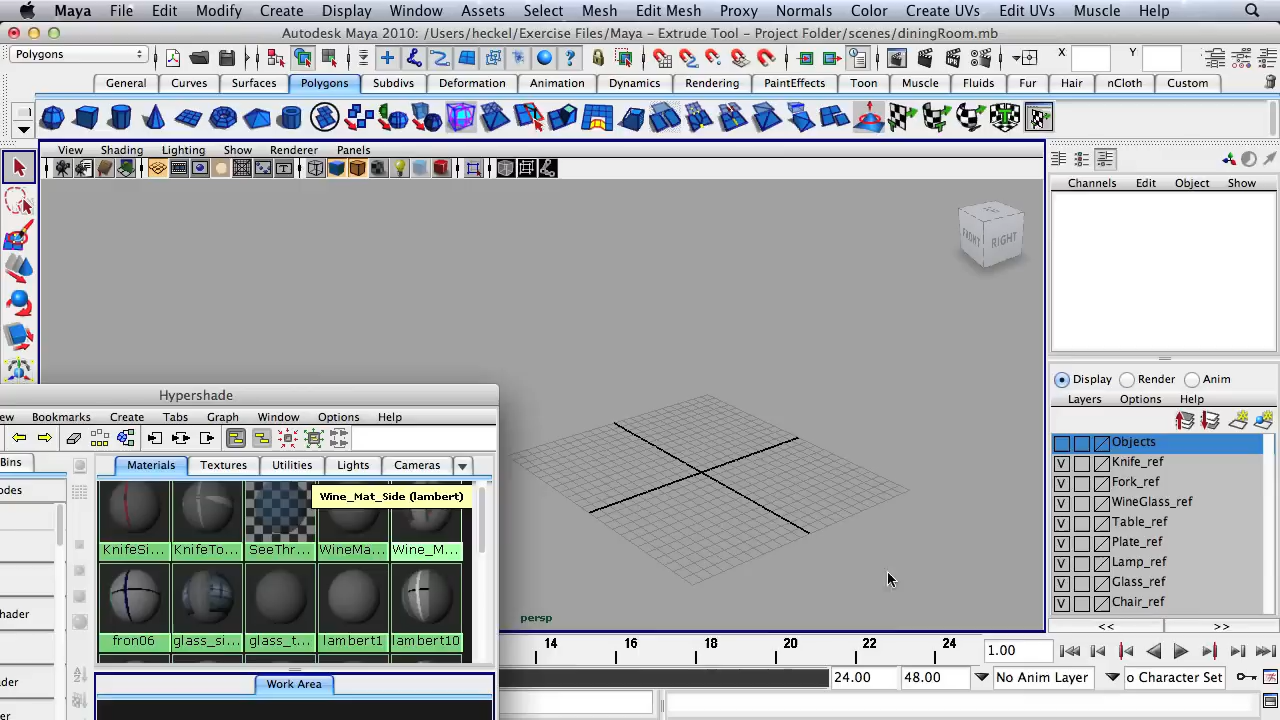 Maya File Edit Modify Create Display Window Assets Select Mesh Edit Mesh Proxy Normals Color Create UVs Edit UVs Muscle Help
Autodesk Maya 2010: /Users/heckel/Exercise Files/Maya - Extrude Tool - Project Folder/scenes/diningRoom.mb
Polygons X Y
General Curves Surfaces Polygons Subdivs Deformation Animation Dynamics Rendering PaintEffects Toon Muscle Fluids Fur Hair nCloth Custom
View Shading Lighting Show Renderer Panels
Channels Edit Object Show
FRONT RIGHT
Display Render Anim
Layers Options Help
Objects
V Knife_ref
V Fork_ref
V WineGlass_ref
V Table_ref
V Plate_ref
V Lamp_ref
V Glass_ref
V Chair_ref
<< >>
Hypershade
ew Bookmarks Create Tabs Graph Window Options Help
Bins Materials Textures Utilities Lights Cameras
odes
Wine_Mat_Side (lambert)
KnifeSi... KnifeTo... SeeThr... WineMa... Wine_M...
hader
fron06 glass_si... glass_t... lambert1 lambert10
der
Work Area
persp
14 16 18 20 22 24 1.00
24.00 48.00 No Anim Layer o Character Set